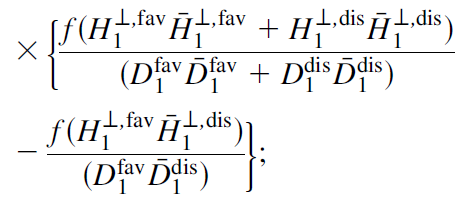 × { f(H₁^{⊥,fav} H̄₁^{⊥,fav} + H₁^{⊥,dis} H̄₁^{⊥,dis}) / (D₁^{fav} D̄₁^{fav} + D₁^{dis} D̄₁^{dis})
− f(H₁^{⊥,fav} H̄₁^{⊥,dis}) / (D₁^{fav} D̄₁^{dis}) };